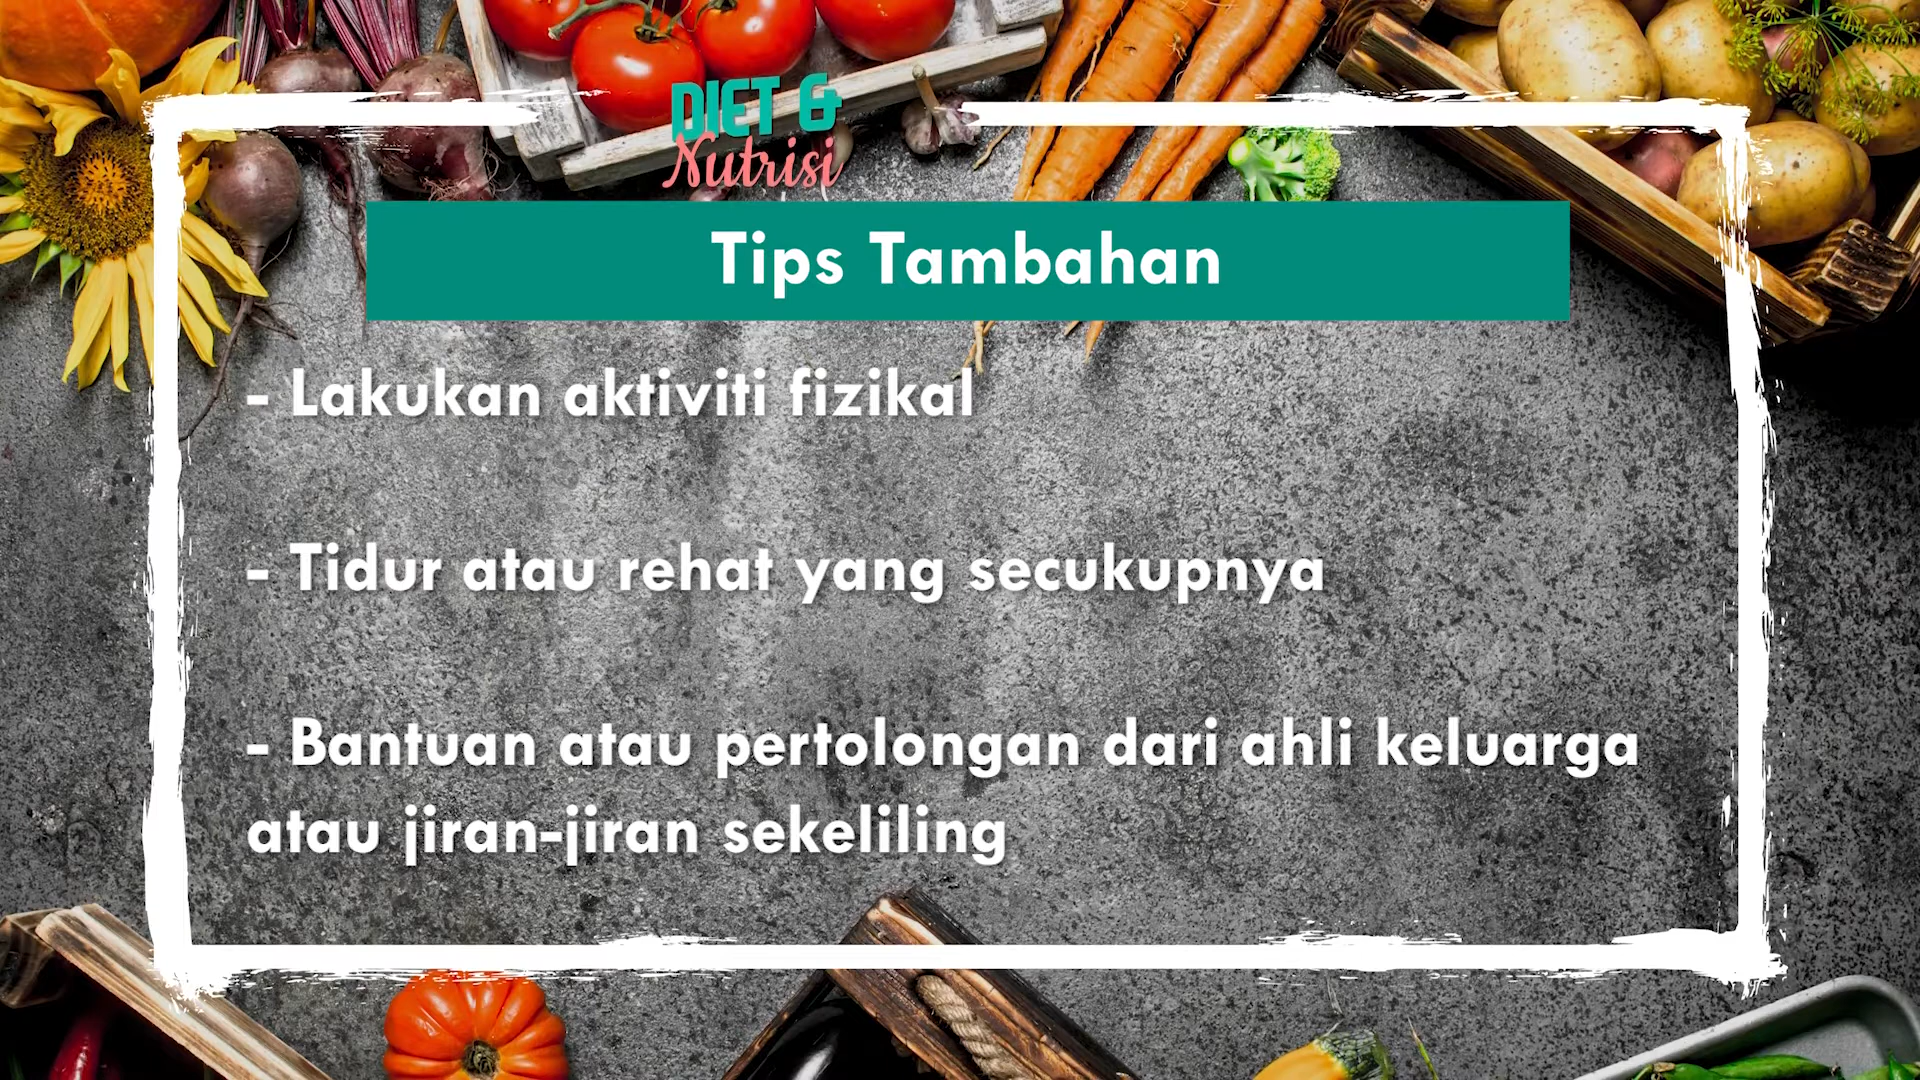 DIET &
Nutrisi
Tips Tambahan
- Lakukan aktiviti fizikal
- Tidur atau rehat yang secukupnya
- Bantuan atau pertolongan dari ahli keluarga
atau jiran-jiran sekeliling